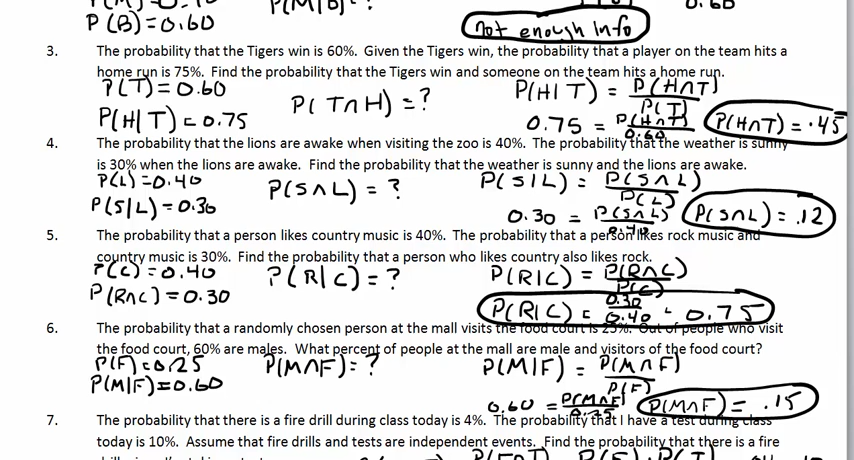 P(B)=0.60
not enough info
3. The probability that the Tigers win is 60%. Given the Tigers win, the probability that a player on the team hits a
home run is 75%. Find the probability that the Tigers win and someone on the team hits a home run.
P(T)=0.60
P(H|T)=0.75
P(T∩H)=?
P(H|T) = P(H∩T)
P(T)
0.75 = P(H∩T)
0.60
P(H∩T)=.45
4. The probability that the lions are awake when visiting the zoo is 40%. The probability that the weather is sunny
is 30% when the lions are awake. Find the probability that the weather is sunny and the lions are awake.
P(L)=0.40
P(S|L)=0.30
P(S∩L)=?
P(S|L) = P(S∩L)
P(L)
0.30 = P(S∩L)
0.40
P(S∩L)=.12
5. The probability that a person likes country music is 40%. The probability that a person likes rock music and
country music is 30%. Find the probability that a person who likes country also likes rock.
P(C)=0.40
P(R∩C)=0.30
P(R|C)=?
P(R|C) = P(R∩C)
P(C)
P(R|C) = 0.30
0.40 = 0.75
6. The probability that a randomly chosen person at the mall visits the food court is 25%. Out of people who visit
the food court, 60% are males. What percent of people at the mall are male and visitors of the food court?
P(F)=0.25
P(M|F)=0.60
P(M∩F)=?
P(M|F) = P(M∩F)
P(F)
0.60 = P(M∩F)
0.25
P(M∩F)=.15
7. The probability that there is a fire drill during class today is 4%. The probability that I have a test during class
today is 10%. Assume that fire drills and tests are independent events. Find the probability that there is a fire